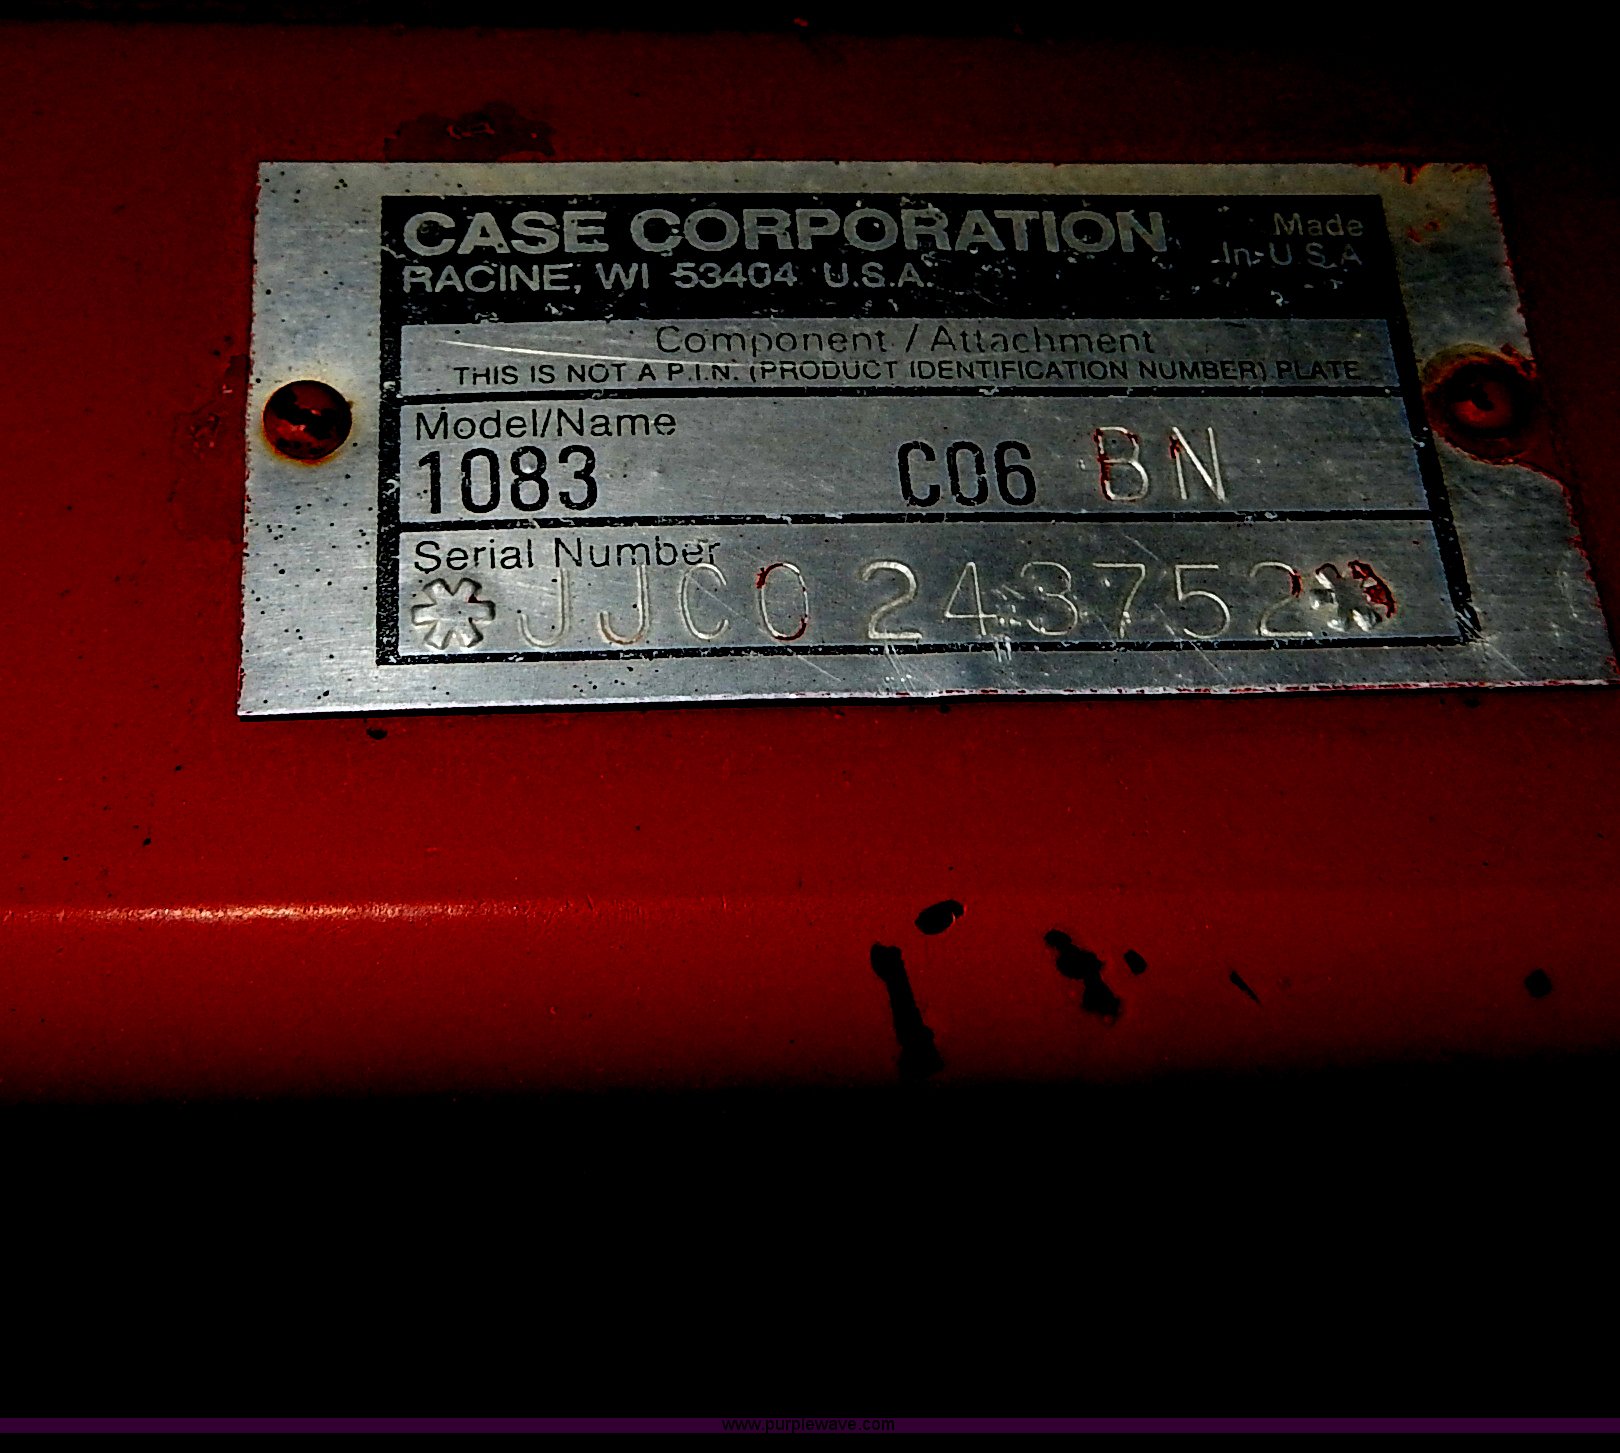 CASE CORPORATION
Made
In U.S.A
RACINE, WI 53404 U.S.A.
Component / Attachment
THIS IS NOT A P.I.N. (PRODUCT IDENTIFICATION NUMBER) PLATE
Model/Name
1083 C06 BN
Serial Number
*JJC0243752*
www.purplewave.com